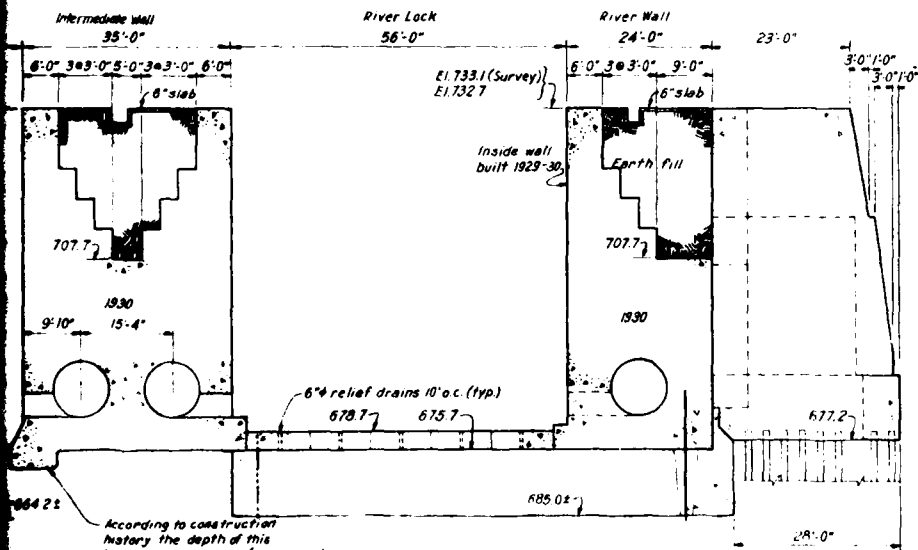 Intermediate Wall
River Lock
River Wall
35'-0"
56'-0"
24'-0"
23'-0"
6'-0" 3@3'-0" 5'-0" 3@3'-0" 6'-0"
6'-0" 3@3'-0" 9'-0"
3'-0" 1'-0"
3'-0" 1'-0"
El. 733.1 (Survey)
El. 732.7
6" slab
6" slab
Inside wall
built 1929-30
Earth fill
707.7
707.7
1930
1930
9'-10"
15'-4"
6"φ relief drains 10' o.c. (typ.)
678.7
675.7
677.2
664.2±
685.0±
According to construction
history the depth of this
28'-0"